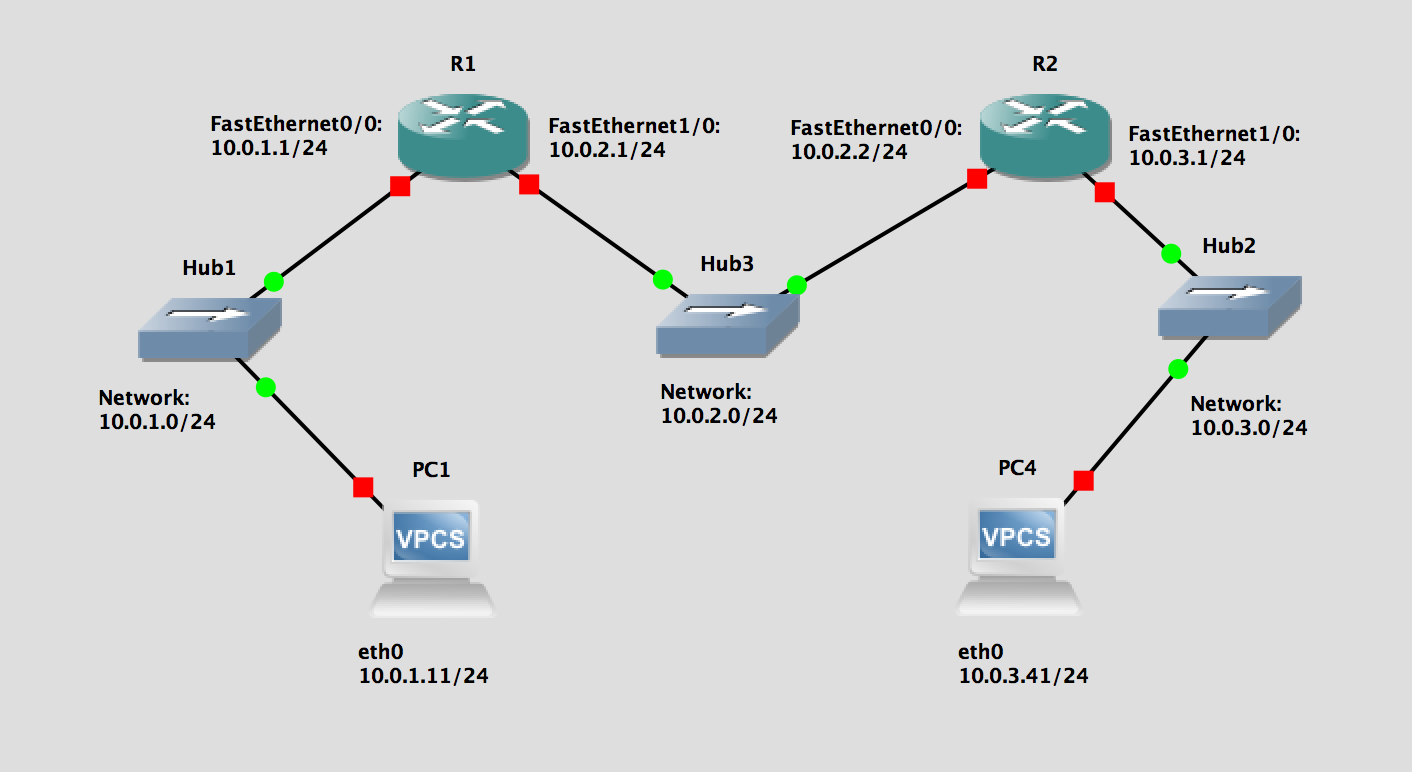 R1
R2
FastEthernet0/0:
10.0.1.1/24
FastEthernet1/0:
10.0.2.1/24
FastEthernet0/0:
10.0.2.2/24
FastEthernet1/0:
10.0.3.1/24
Hub1
Hub3
Hub2
Network:
10.0.1.0/24
Network:
10.0.2.0/24
Network:
10.0.3.0/24
PC1
PC4
VPCS
VPCS
eth0
10.0.1.11/24
eth0
10.0.3.41/24